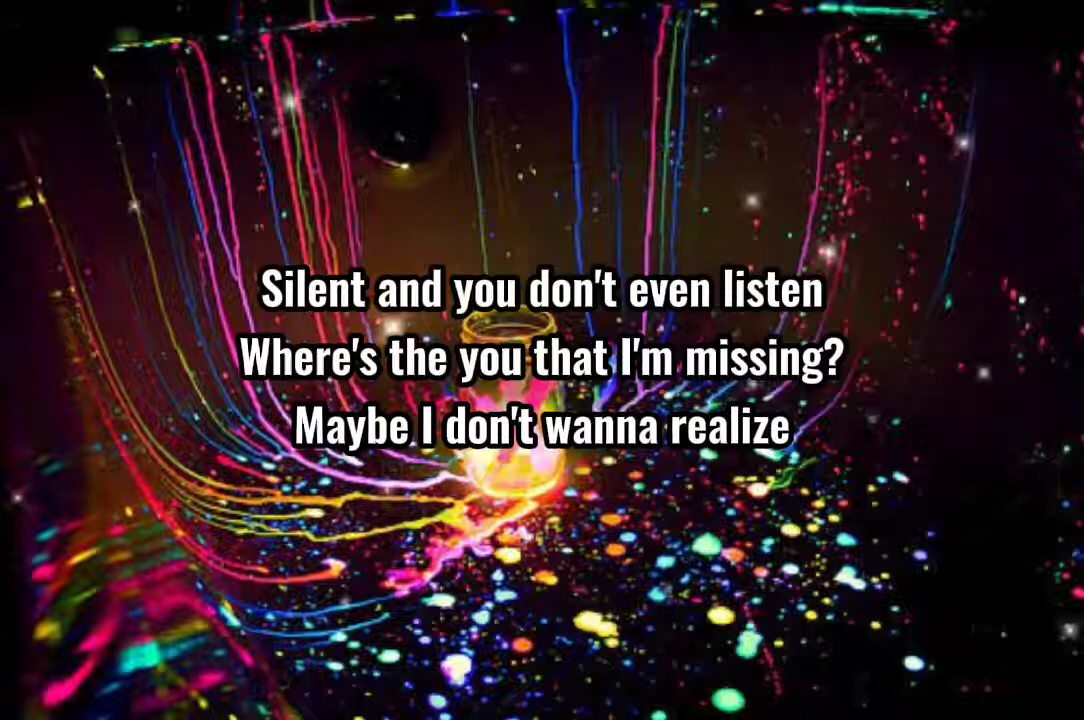 Silent and you don't even listen
Where's the you that I'm missing?
Maybe I don't wanna realize